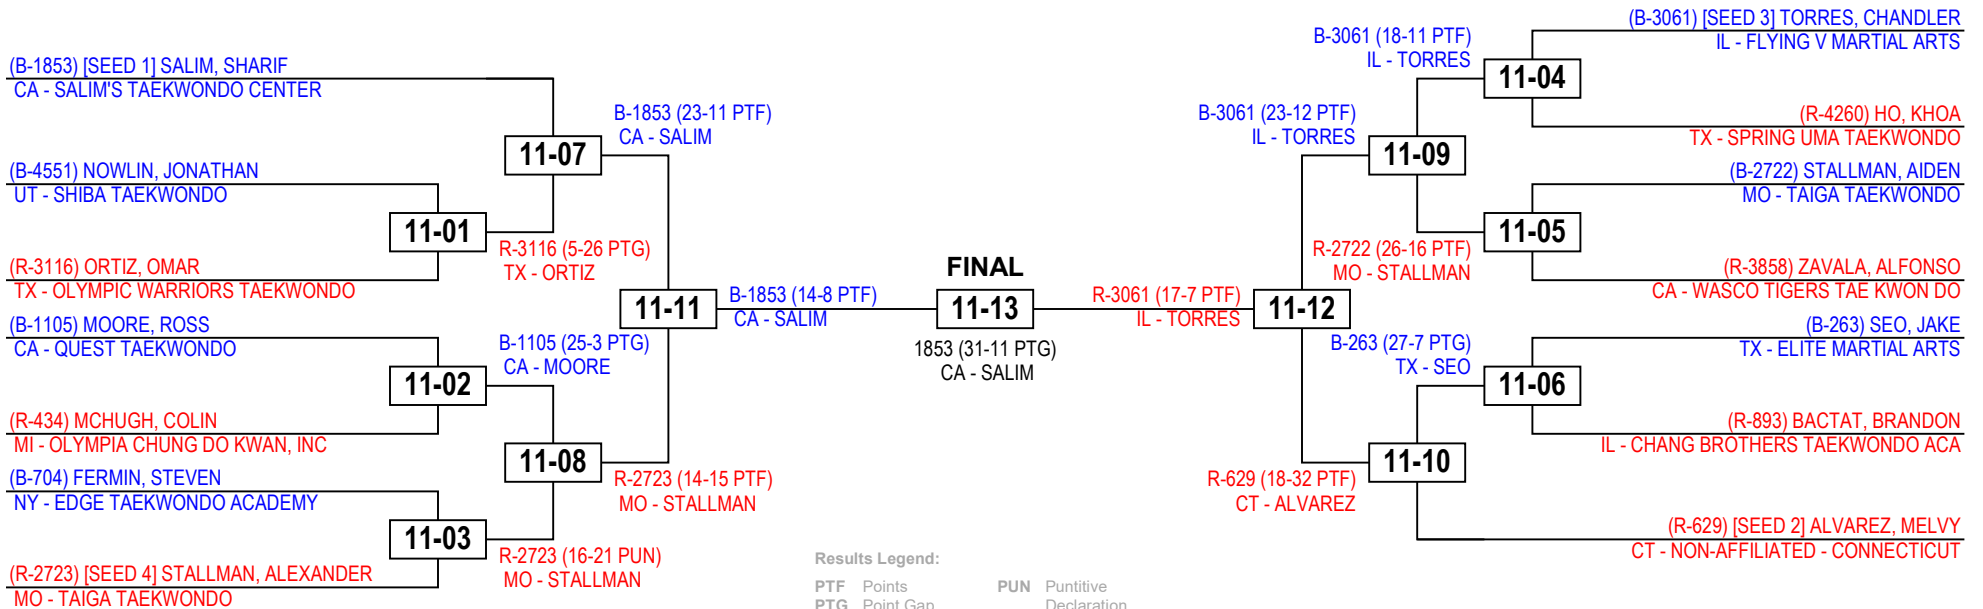 (B-1853) [SEED 1] SALIM, SHARIF
CA - SALIM'S TAEKWONDO CENTER
(B-4551) NOWLIN, JONATHAN
UT - SHIBA TAEKWONDO
(R-3116) ORTIZ, OMAR
TX - OLYMPIC WARRIORS TAEKWONDO
(B-1105) MOORE, ROSS
CA - QUEST TAEKWONDO
(R-434) MCHUGH, COLIN
MI - OLYMPIA CHUNG DO KWAN, INC
(B-704) FERMIN, STEVEN
NY - EDGE TAEKWONDO ACADEMY
(R-2723) [SEED 4] STALLMAN, ALEXANDER
MO - TAIGA TAEKWONDO
11-01
11-02
11-03
R-3116 (5-26 PTG)
TX - ORTIZ
B-1105 (25-3 PTG)
CA - MOORE
R-2723 (16-21 PUN)
MO - STALLMAN
11-07
11-08
B-1853 (23-11 PTF)
CA - SALIM
R-2723 (14-15 PTF)
MO - STALLMAN
11-11
B-1853 (14-8 PTF)
CA - SALIM
FINAL
11-13
1853 (31-11 PTG)
CA - SALIM
R-3061 (17-7 PTF)
IL - TORRES
11-12
B-3061 (23-12 PTF)
IL - TORRES
R-629 (18-32 PTF)
CT - ALVAREZ
11-09
11-10
B-3061 (18-11 PTF)
IL - TORRES
R-2722 (26-16 PTF)
MO - STALLMAN
B-263 (27-7 PTG)
TX - SEO
11-04
11-05
11-06
(B-3061) [SEED 3] TORRES, CHANDLER
IL - FLYING V MARTIAL ARTS
(R-4260) HO, KHOA
TX - SPRING UMA TAEKWONDO
(B-2722) STALLMAN, AIDEN
MO - TAIGA TAEKWONDO
(R-3858) ZAVALA, ALFONSO
CA - WASCO TIGERS TAE KWON DO
(B-263) SEO, JAKE
TX - ELITE MARTIAL ARTS
(R-893) BACTAT, BRANDON
IL - CHANG BROTHERS TAEKWONDO ACA
(R-629) [SEED 2] ALVAREZ, MELVY
CT - NON-AFFILIATED - CONNECTICUT
Results Legend:
PTF Points PUN Puntitive
PTG Point Gap Declaration